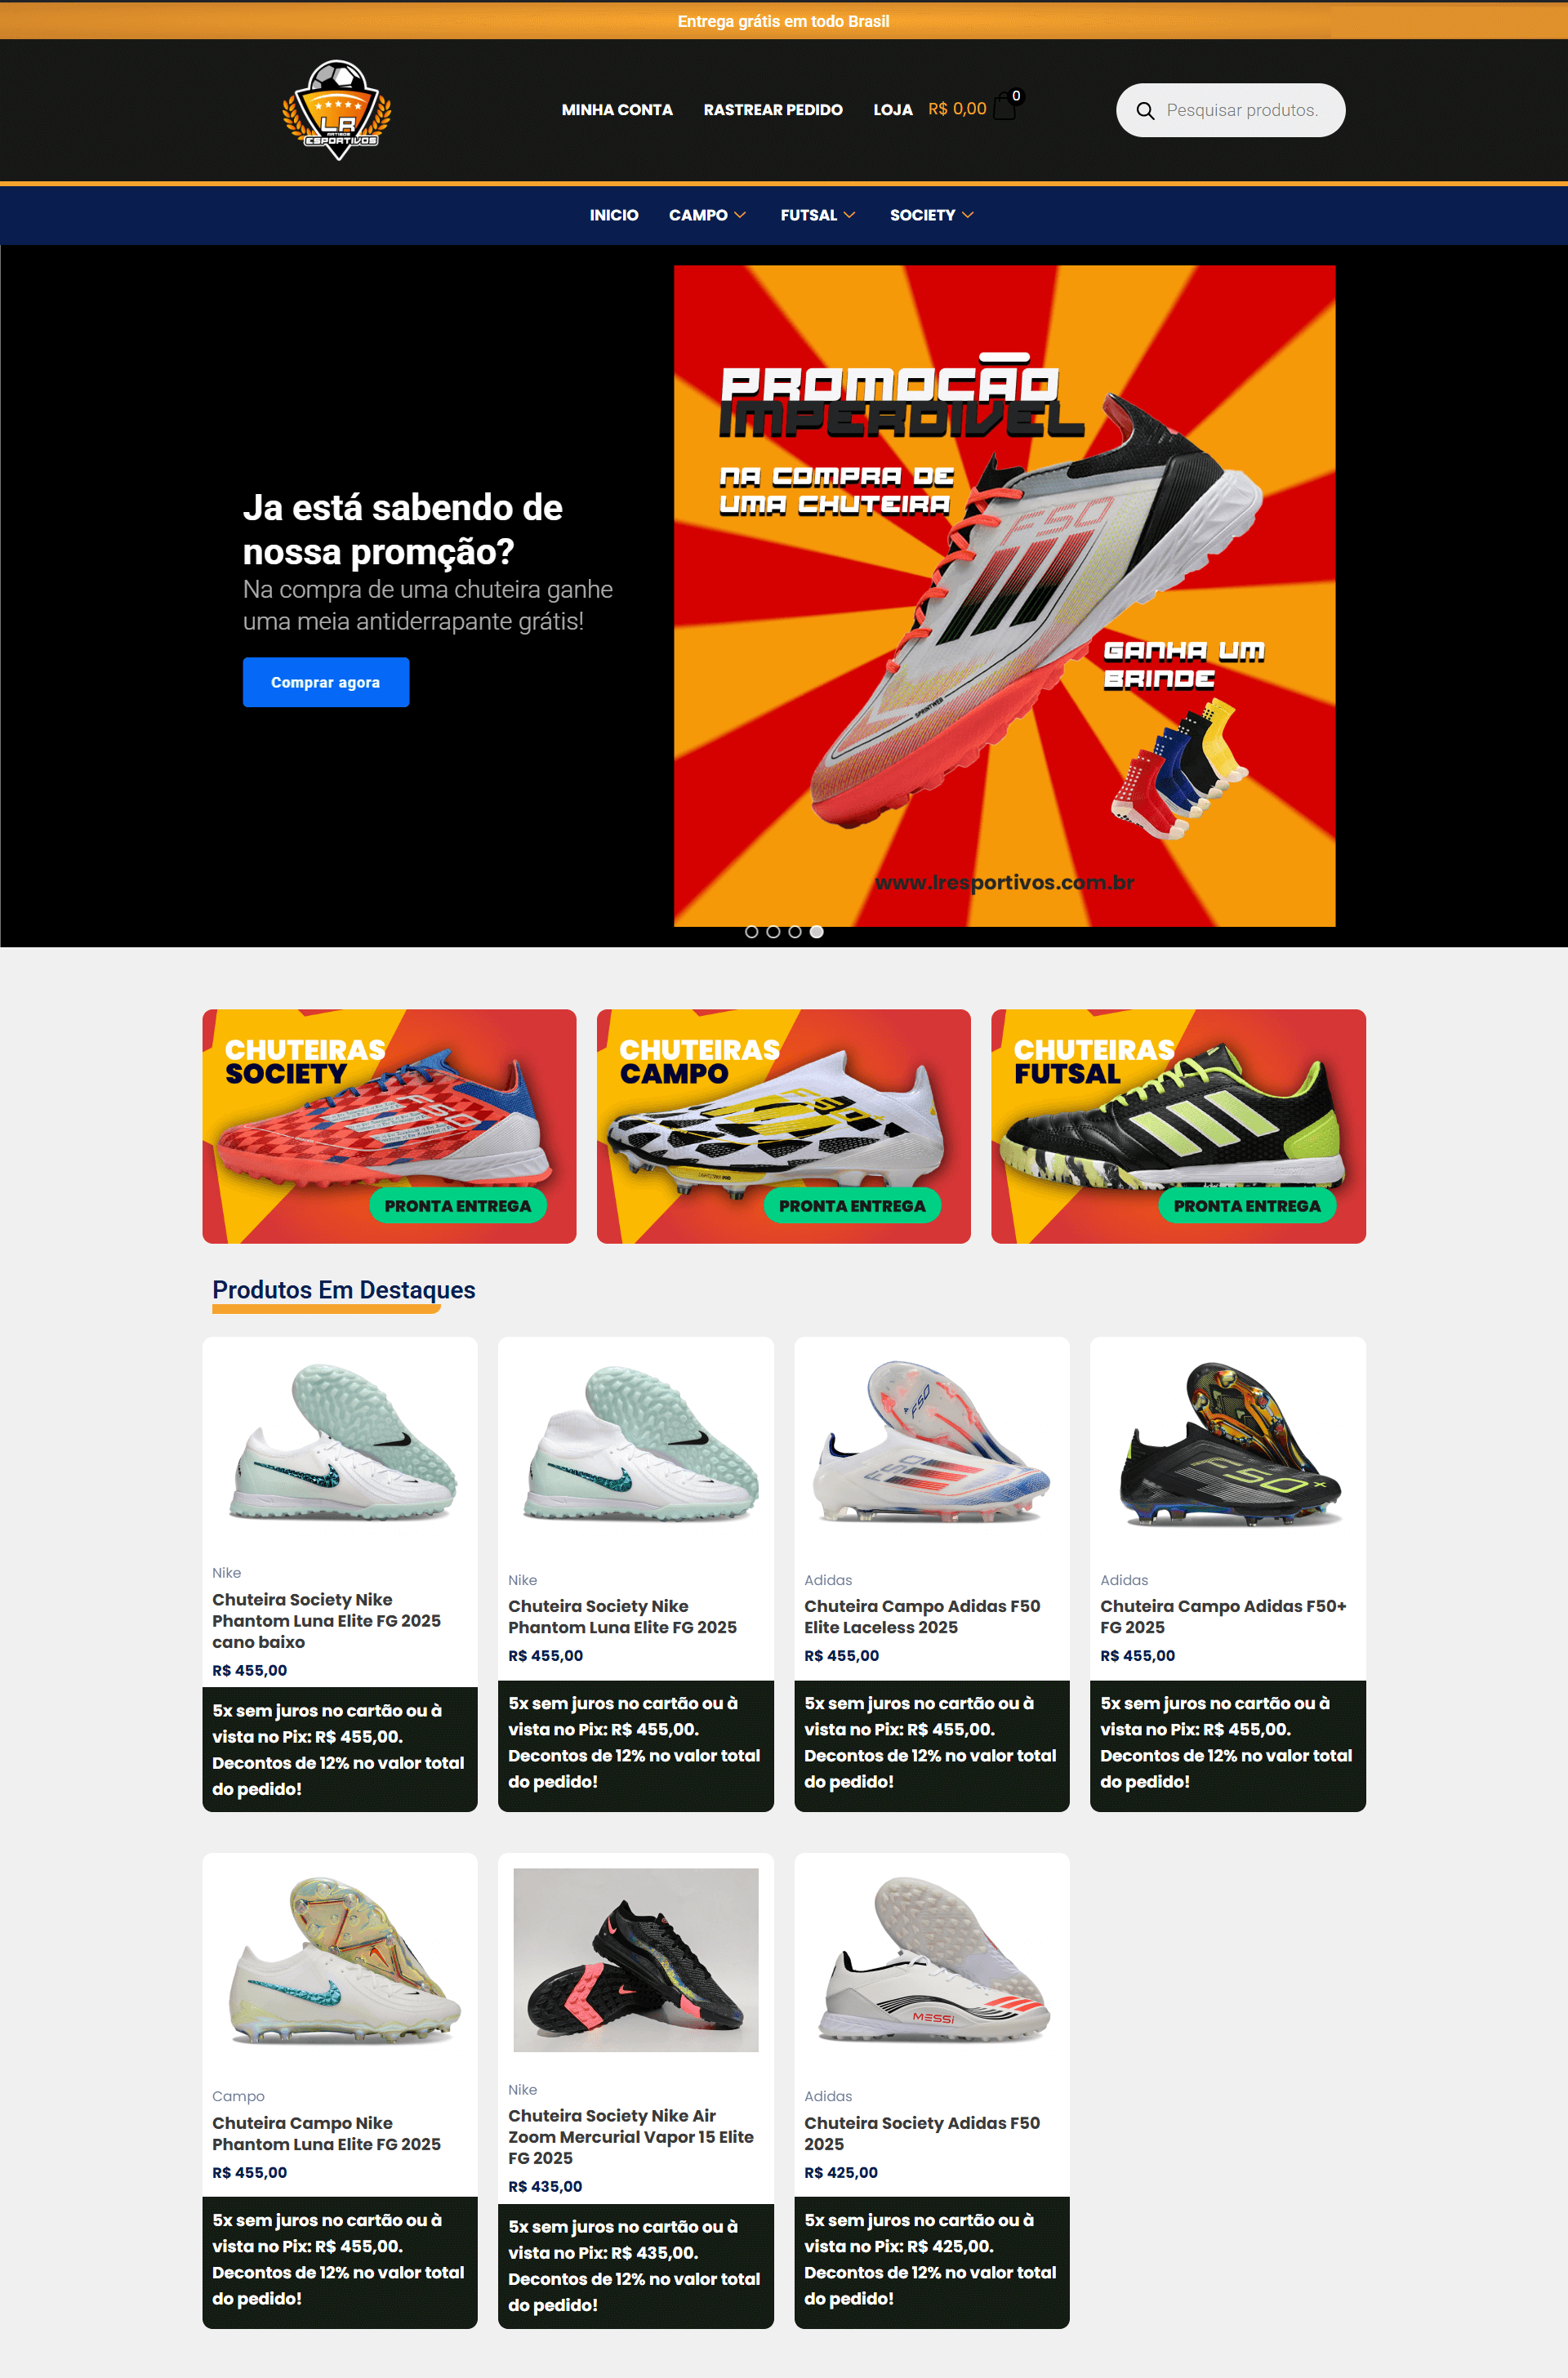 Entrega grátis em todo Brasil
LR
ARTIGOS
ESPORTIVOS
MINHA CONTA
RASTREAR PEDIDO
LOJA
R$ 0,00
0
Pesquisar produtos.
INICIO
CAMPO
FUTSAL
SOCIETY
Ja está sabendo de
nossa promção?
Na compra de uma chuteira ganhe
uma meia antiderrapante grátis!
Comprar agora
PROMOCÃO
IMPERDIVEL
NA COMPRA DE
UMA CHUTEIRA
F50
SPRINTWEB
GANHA UM
BRINDE
www.lresportivos.com.br
CHUTEIRAS
SOCIETY
F50
PRONTA ENTREGA
CHUTEIRAS
CAMPO
F50+
PRONTA ENTREGA
CHUTEIRAS
FUTSAL
PRONTA ENTREGA
Produtos Em Destaques
Nike
Chuteira Society Nike
Phantom Luna Elite FG 2025
cano baixo
R$ 455,00
5x sem juros no cartão ou à
vista no Pix: R$ 455,00.
Decontos de 12% no valor total
do pedido!
Nike
Chuteira Society Nike
Phantom Luna Elite FG 2025
R$ 455,00
5x sem juros no cartão ou à
vista no Pix: R$ 455,00.
Decontos de 12% no valor total
do pedido!
F50
F50
Adidas
Chuteira Campo Adidas F50
Elite Laceless 2025
R$ 455,00
5x sem juros no cartão ou à
vista no Pix: R$ 455,00.
Decontos de 12% no valor total
do pedido!
F50+
Adidas
Chuteira Campo Adidas F50+
FG 2025
R$ 455,00
5x sem juros no cartão ou à
vista no Pix: R$ 455,00.
Decontos de 12% no valor total
do pedido!
Campo
Chuteira Campo Nike
Phantom Luna Elite FG 2025
R$ 455,00
5x sem juros no cartão ou à
vista no Pix: R$ 455,00.
Decontos de 12% no valor total
do pedido!
Nike
Chuteira Society Nike Air
Zoom Mercurial Vapor 15 Elite
FG 2025
R$ 435,00
5x sem juros no cartão ou à
vista no Pix: R$ 435,00.
Decontos de 12% no valor total
do pedido!
MESSI
Adidas
Chuteira Society Adidas F50
2025
R$ 425,00
5x sem juros no cartão ou à
vista no Pix: R$ 425,00.
Decontos de 12% no valor total
do pedido!